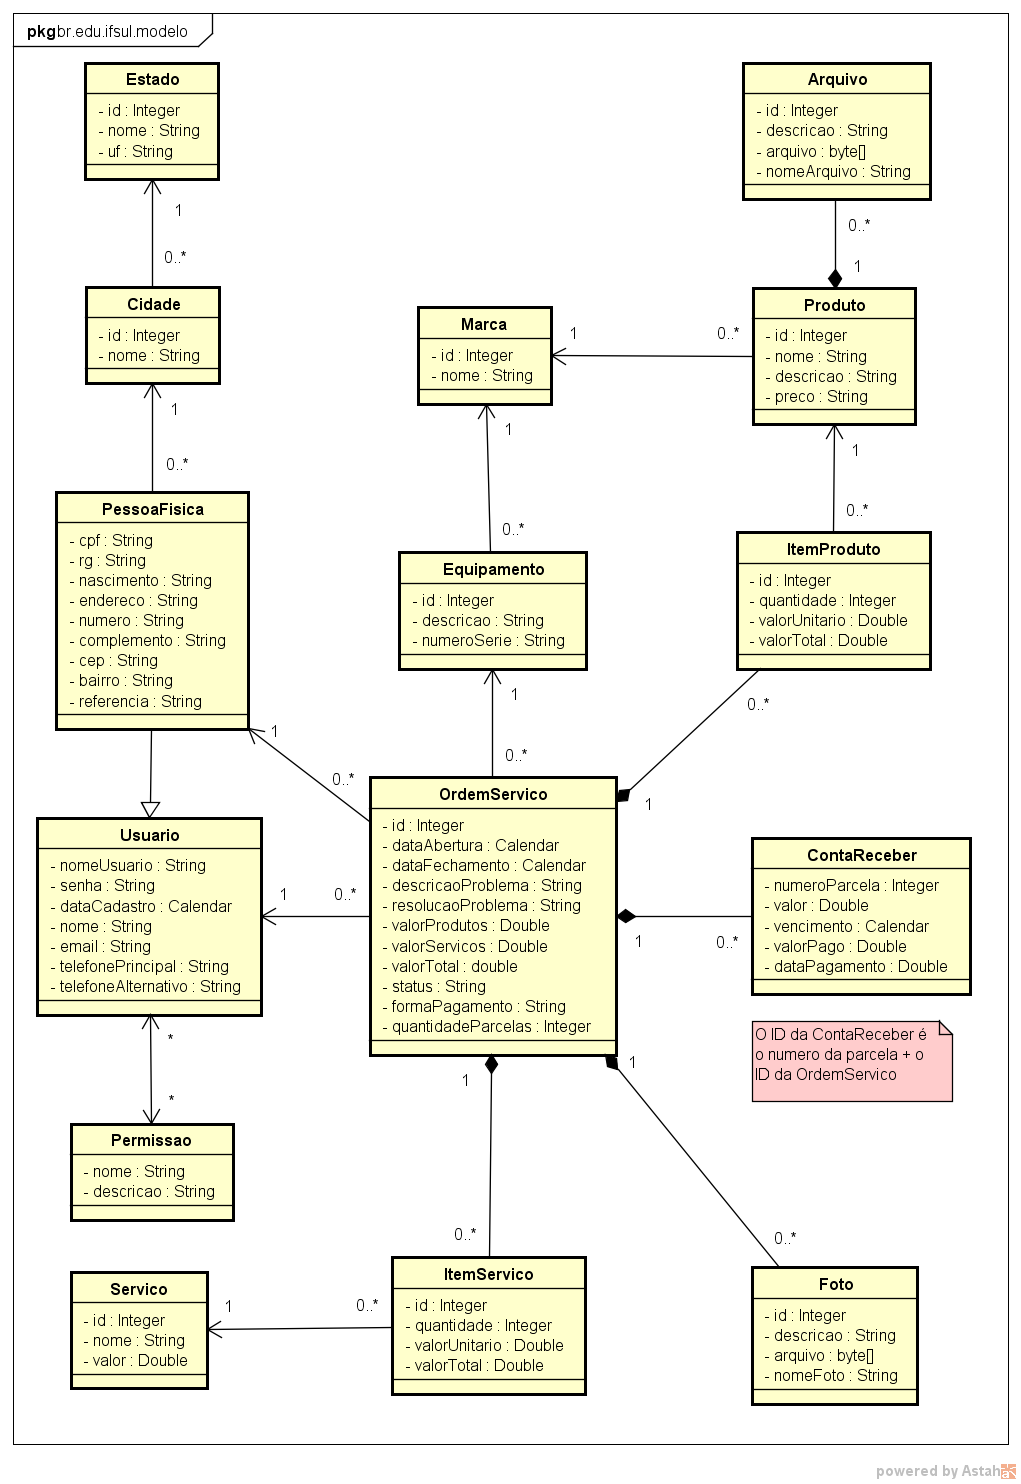 pkg br.edu.ifsul.modelo
Estado
- id : Integer
- nome : String
- uf : String
1
0..*
Cidade
- id : Integer
- nome : String
1
0..*
PessoaFisica
- cpf : String
- rg : String
- nascimento : String
- endereco : String
- numero : String
- complemento : String
- cep : String
- bairro : String
- referencia : String
1
0..*
Usuario
- nomeUsuario : String
- senha : String
- dataCadastro : Calendar
- nome : String
- email : String
- telefonePrincipal : String
- telefoneAlternativo : String
1
0..*
*
*
Permissao
- nome : String
- descricao : String
Servico
- id : Integer
- nome : String
- valor : Double
1
0..*
Marca
- id : Integer
- nome : String
1
0..*
1
0..*
Equipamento
- id : Integer
- descricao : String
- numeroSerie : String
1
0..*
OrdemServico
- id : Integer
- dataAbertura : Calendar
- dataFechamento : Calendar
- descricaoProblema : String
- resolucaoProblema : String
- valorProdutos : Double
- valorServicos : Double
- valorTotal : double
- status : String
- formaPagamento : String
- quantidadeParcelas : Integer
1
0..*
ItemServico
- id : Integer
- quantidade : Integer
- valorUnitario : Double
- valorTotal : Double
Arquivo
- id : Integer
- descricao : String
- arquivo : byte[]
- nomeArquivo : String
0..*
1
Produto
- id : Integer
- nome : String
- descricao : String
- preco : String
1
0..*
ItemProduto
- id : Integer
- quantidade : Integer
- valorUnitario : Double
- valorTotal : Double
0..*
1
ContaReceber
- numeroParcela : Integer
- valor : Double
- vencimento : Calendar
- valorPago : Double
- dataPagamento : Double
1
0..*
O ID da ContaReceber é
o numero da parcela + o
ID da OrdemServico
1
0..*
Foto
- id : Integer
- descricao : String
- arquivo : byte[]
- nomeFoto : String
powered by Astah